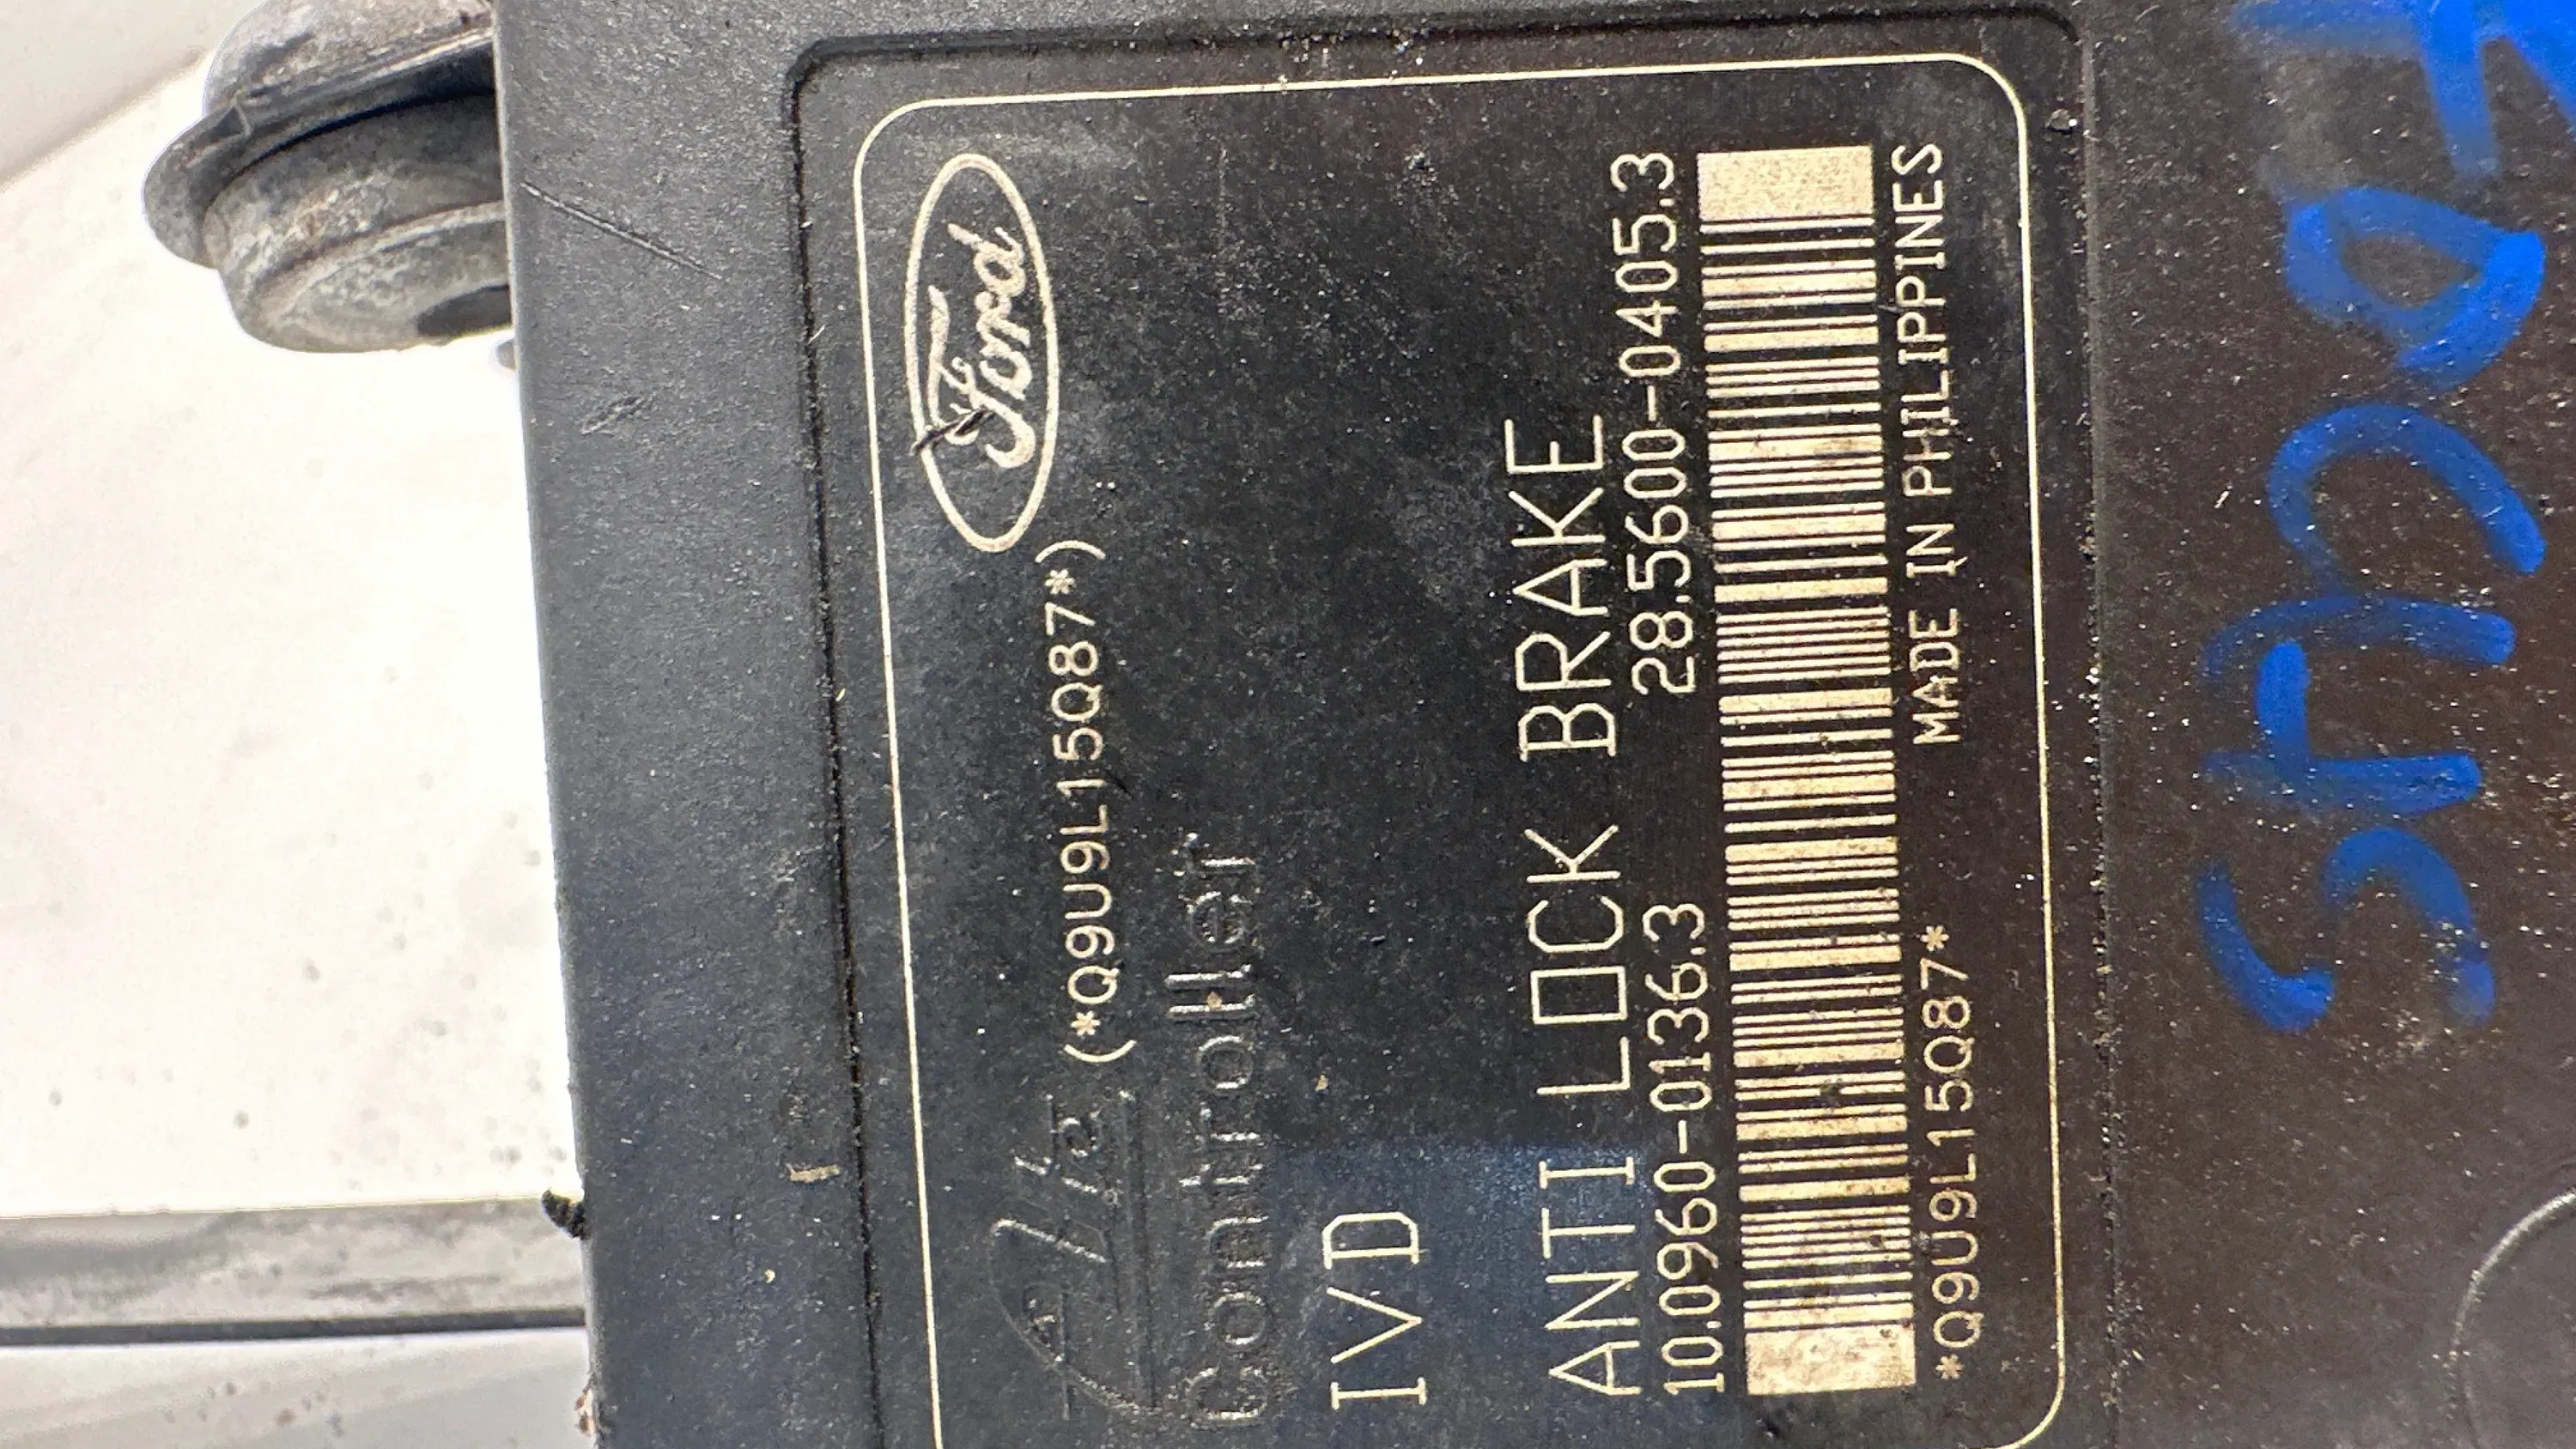 Ford
(*Q9U9L15Q87*)
Controller
IVD
ANTI LOCK BRAKE
10.0960-0136.3 28.5600-0405.3
*Q9U9L15Q87* MADE IN PHILIPPINES